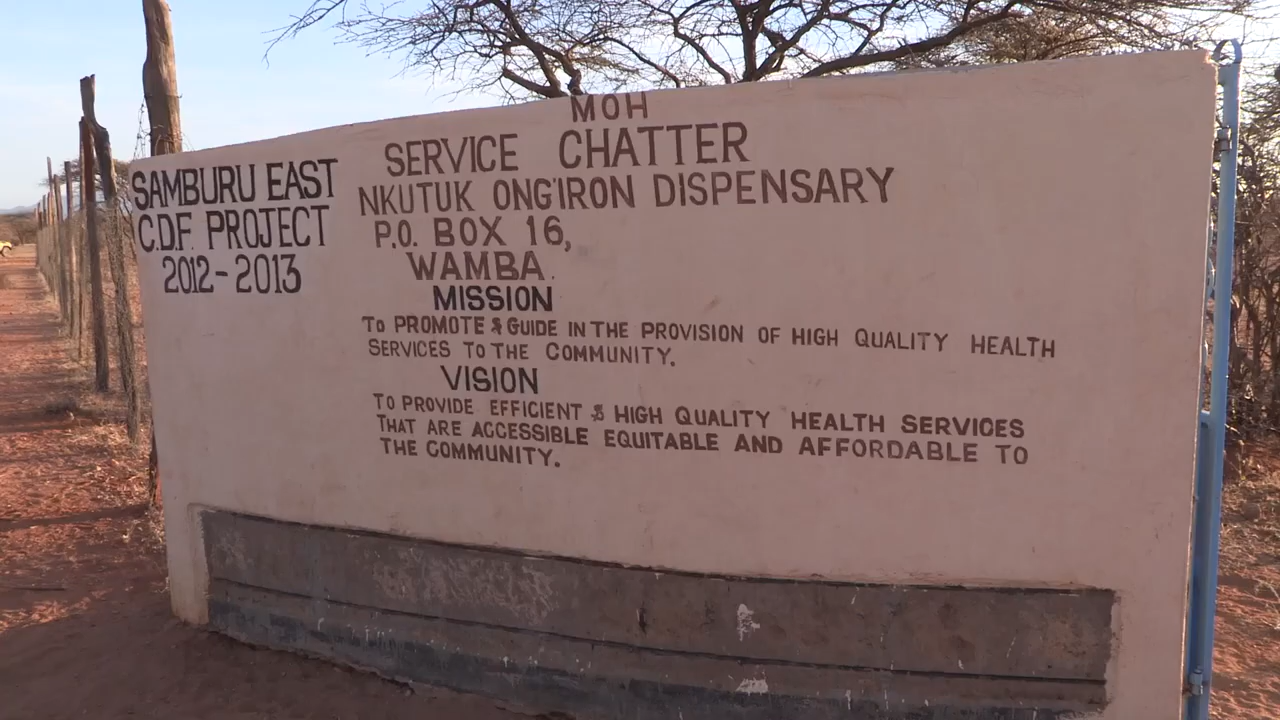 SAMBURU EAST
C.D.F. PROJECT
2012-2013
MOH
SERVICE CHATTER
NKUTUK ONG'IRON DISPENSARY
P.O. BOX 16,
WAMBA.
MISSION
TO PROMOTE & GUIDE IN THE PROVISION OF HIGH QUALITY HEALTH
SERVICES TO THE COMMUNITY.
VISION
TO PROVIDE EFFICIENT & HIGH QUALITY HEALTH SERVICES
THAT ARE ACCESSIBLE EQUITABLE AND AFFORDABLE TO
THE COMMUNITY.